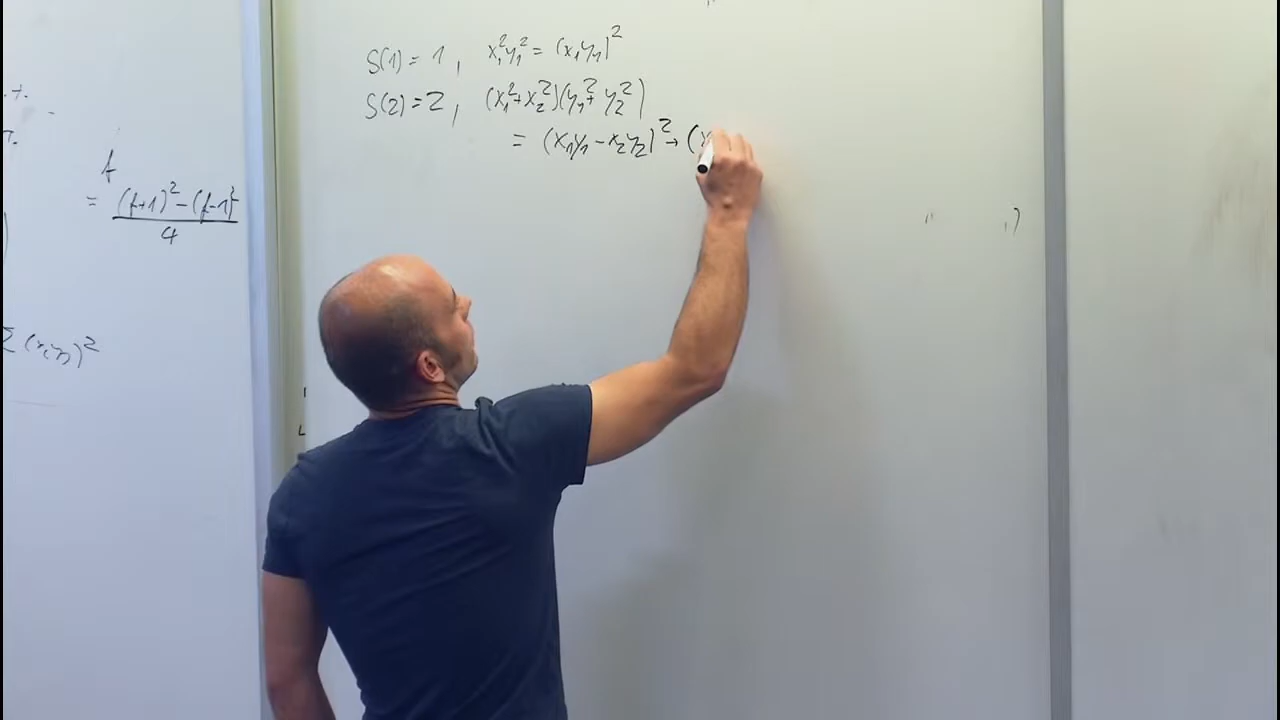 S(1) = 1, x₁²y₁² = (x₁y₁)²
S(2) = 2, (x₁²+x₂²)(y₁²+y₂²)
= (x₁y₁ - x₂y₂)² + (x
f
= (f+1)² - (f-1)²
4
Σ (x,y)²